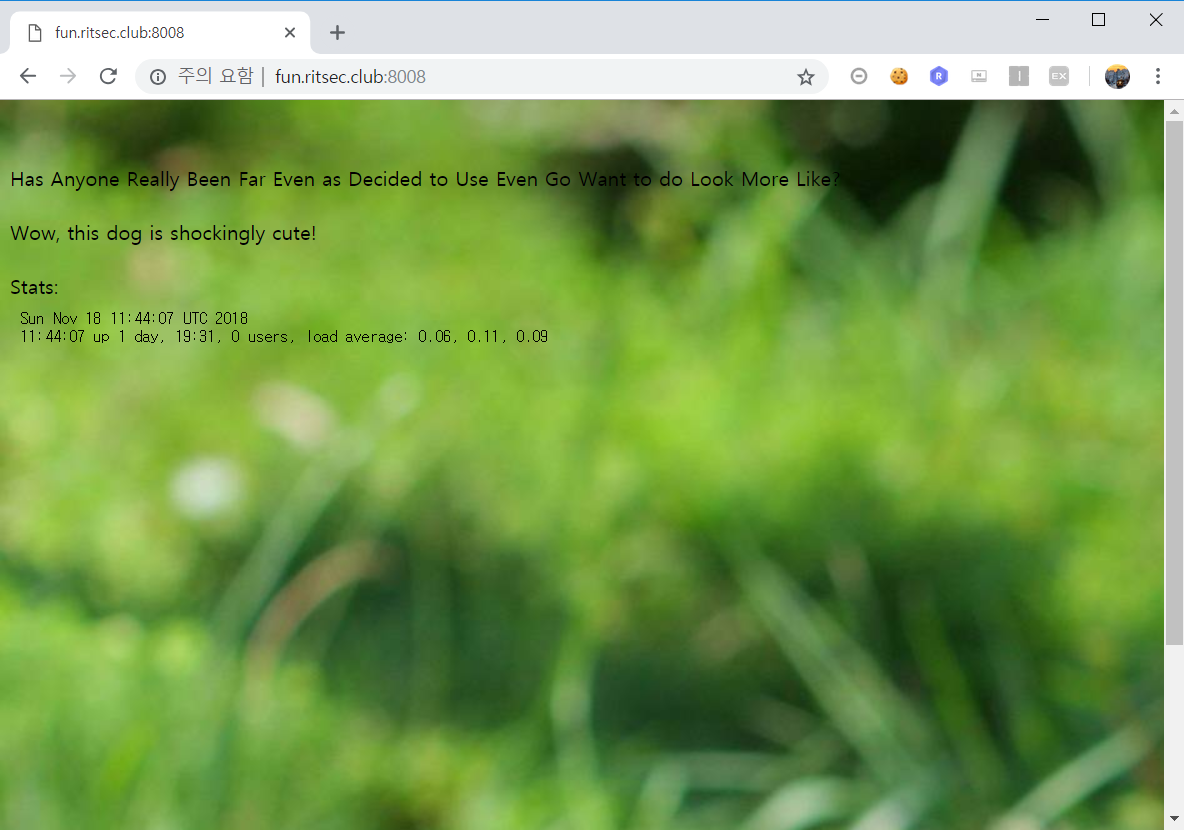 fun.ritsec.club:8008
주의 요함 | fun.ritsec.club:8008
R
EX
Has Anyone Really Been Far Even as Decided to Use Even Go Want to do Look More Like?
Wow, this dog is shockingly cute!
Stats:
Sun Nov 18 11:44:07 UTC 2018
11:44:07 up 1 day, 19:31, 0 users, load average: 0.06, 0.11, 0.09